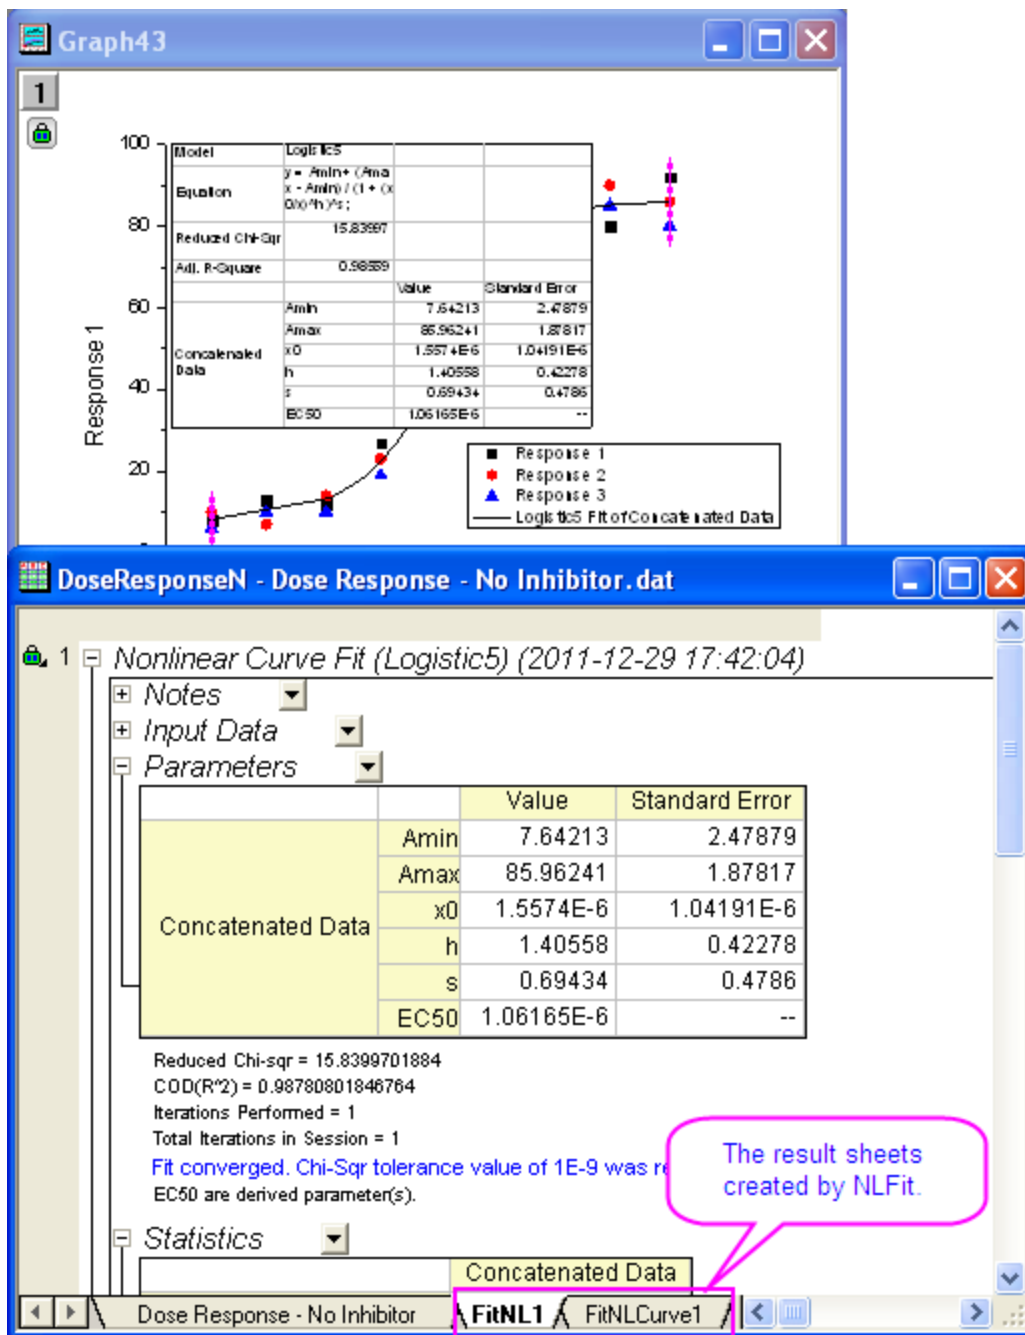 Graph43
1
100
80
60
40
20
Response 1
Model Logistic5
Equation y = Amin + (Ama
x - Amin) / (1 + (x
0/x)^h )^s ;
Reduced Chi-Sqr 15.83997
Adj. R-Square 0.98559
Value Standard Error
Concatenated Data
Amin 7.64213 2.47879
Amax 85.96241 1.87817
x0 1.5574E-6 1.04191E-6
h 1.40558 0.42278
s 0.69434 0.4786
EC50 1.06165E-6 --
Response 1
Response 2
Response 3
Logistic5 Fit of Concatenated Data
DoseResponseN - Dose Response - No Inhibitor.dat
1 Nonlinear Curve Fit (Logistic5) (2011-12-29 17:42:04)
Notes
Input Data
Parameters
Value Standard Error
Concatenated Data
Amin 7.64213 2.47879
Amax 85.96241 1.87817
x0 1.5574E-6 1.04191E-6
h 1.40558 0.42278
s 0.69434 0.4786
EC50 1.06165E-6 --
Reduced Chi-sqr = 15.8399701884
COD(R^2) = 0.98780801846764
Iterations Performed = 1
Total Iterations in Session = 1
Fit converged. Chi-Sqr tolerance value of 1E-9 was
EC50 are derived parameter(s).
The result sheets
created by NLFit.
Statistics
Concatenated Data
Dose Response - No Inhibitor FitNL1 FitNLCurve1